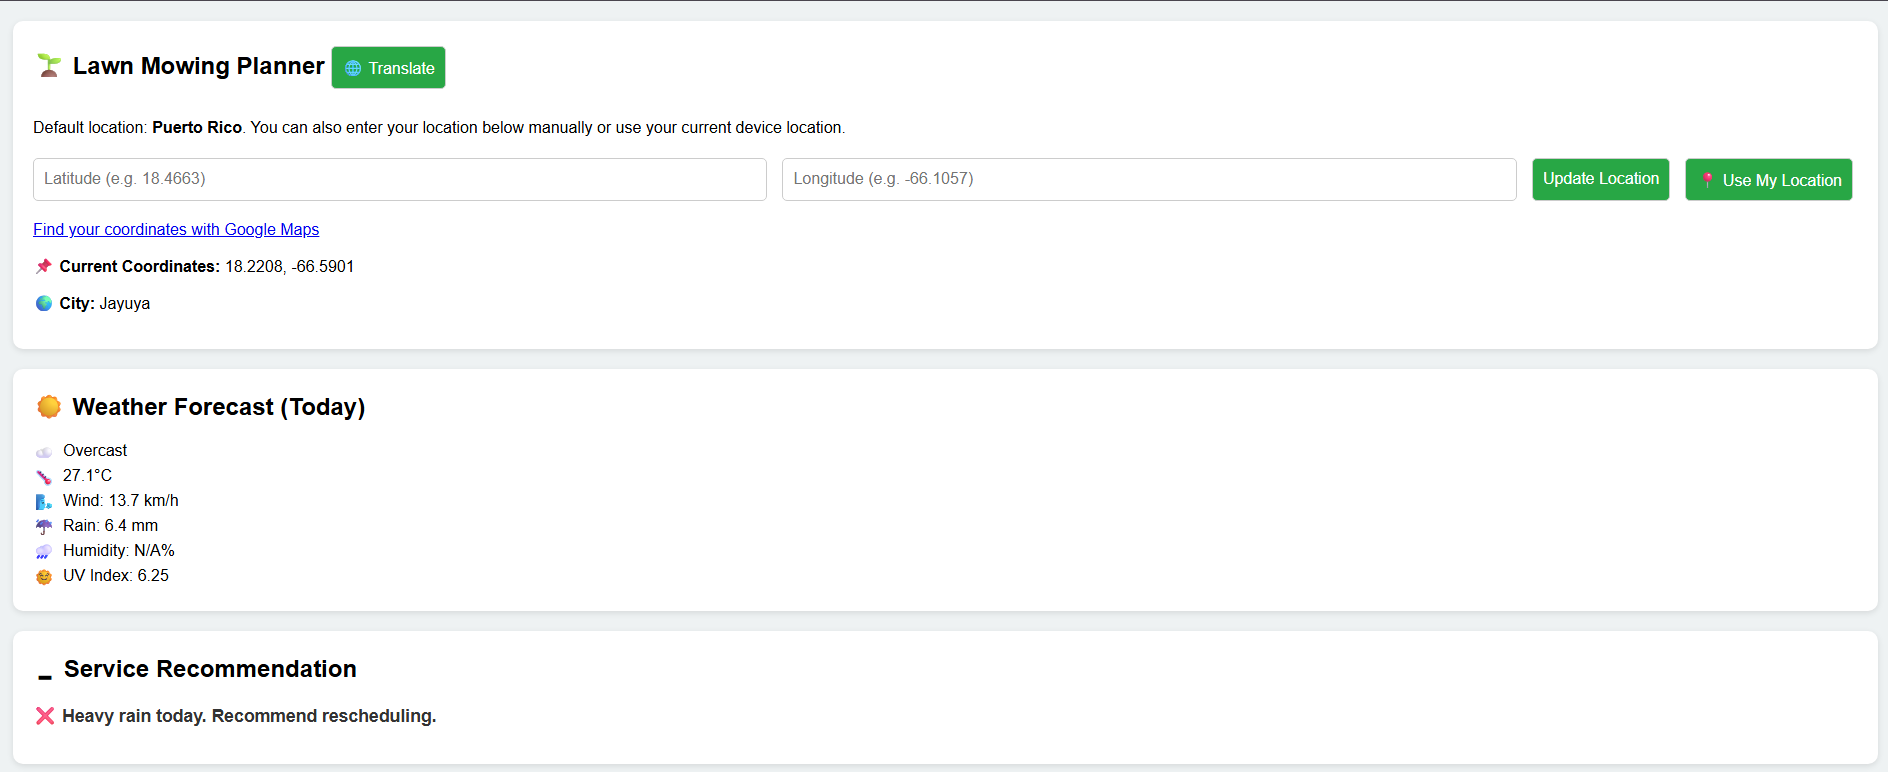 Lawn Mowing Planner
Translate
Default location: Puerto Rico. You can also enter your location below manually or use your current device location.
Latitude (e.g. 18.4663)
Longitude (e.g. -66.1057)
Update Location
Use My Location
Find your coordinates with Google Maps
Current Coordinates: 18.2208, -66.5901
City: Jayuya
Weather Forecast (Today)
Overcast
27.1°C
Wind: 13.7 km/h
Rain: 6.4 mm
Humidity: N/A%
UV Index: 6.25
Service Recommendation
Heavy rain today. Recommend rescheduling.